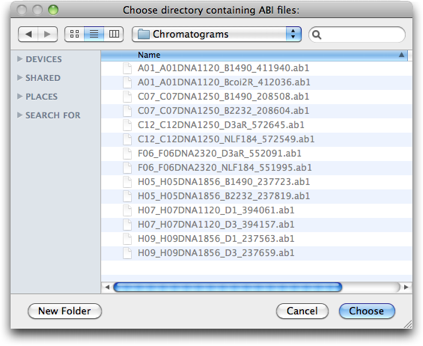 Choose directory containing ABI files:
Chromatograms
Name
DEVICES
SHARED
PLACES
SEARCH FOR
A01_A01DNA1120_B1490_411940.ab1
A01_A01DNA1120_Bcoi2R_412036.ab1
C07_C07DNA1250_B1490_208508.ab1
C07_C07DNA1250_B2232_208604.ab1
C12_C12DNA1250_D3aR_572645.ab1
C12_C12DNA1250_NLF184_572549.ab1
F06_F06DNA2320_D3aR_552091.ab1
F06_F06DNA2320_NLF184_551995.ab1
H05_H05DNA1856_B1490_237723.ab1
H05_H05DNA1856_B2232_237819.ab1
H07_H07DNA1120_D1_394061.ab1
H07_H07DNA1120_D3_394157.ab1
H09_H09DNA1856_D1_237563.ab1
H09_H09DNA1856_D3_237659.ab1
New Folder
Cancel
Choose